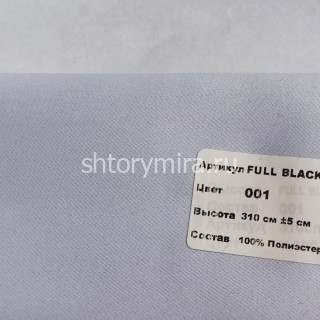 shtorymira.ru
Артикул FULL BLACK
Цвет 001
Высота 310 см ±5 см
Состав 100% Полиэстер